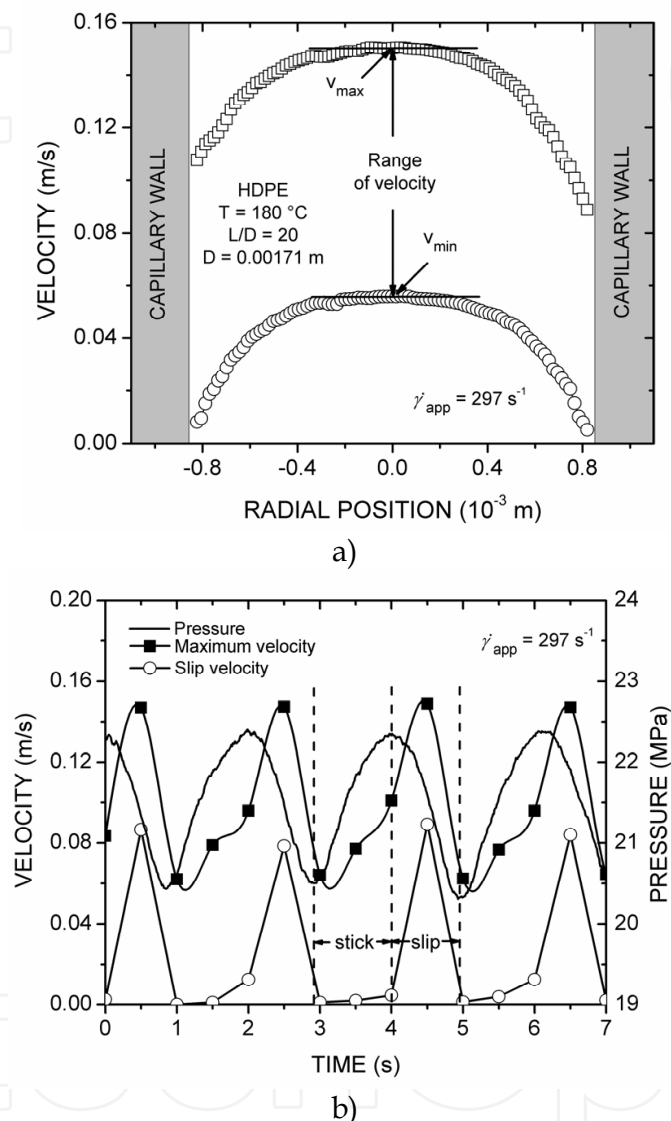 0.16
0.12
0.08
0.04
0.00
VELOCITY (m/s)
CAPILLARY WALL
v max
Range
of velocity
HDPE
T = 180 °C
L/D = 20
D = 0.00171 m
v min
γ̇ app = 297 s⁻¹
CAPILLARY WALL
-0.8 -0.4 0.0 0.4 0.8
RADIAL POSITION (10⁻³ m)
a)
0.20
0.16
0.12
0.08
0.04
0.00
VELOCITY (m/s)
Pressure
Maximum velocity
Slip velocity
γ̇ app = 297 s⁻¹
stick
slip
24
23
22
21
20
19
PRESSURE (MPa)
0 1 2 3 4 5 6 7
TIME (s)
b)